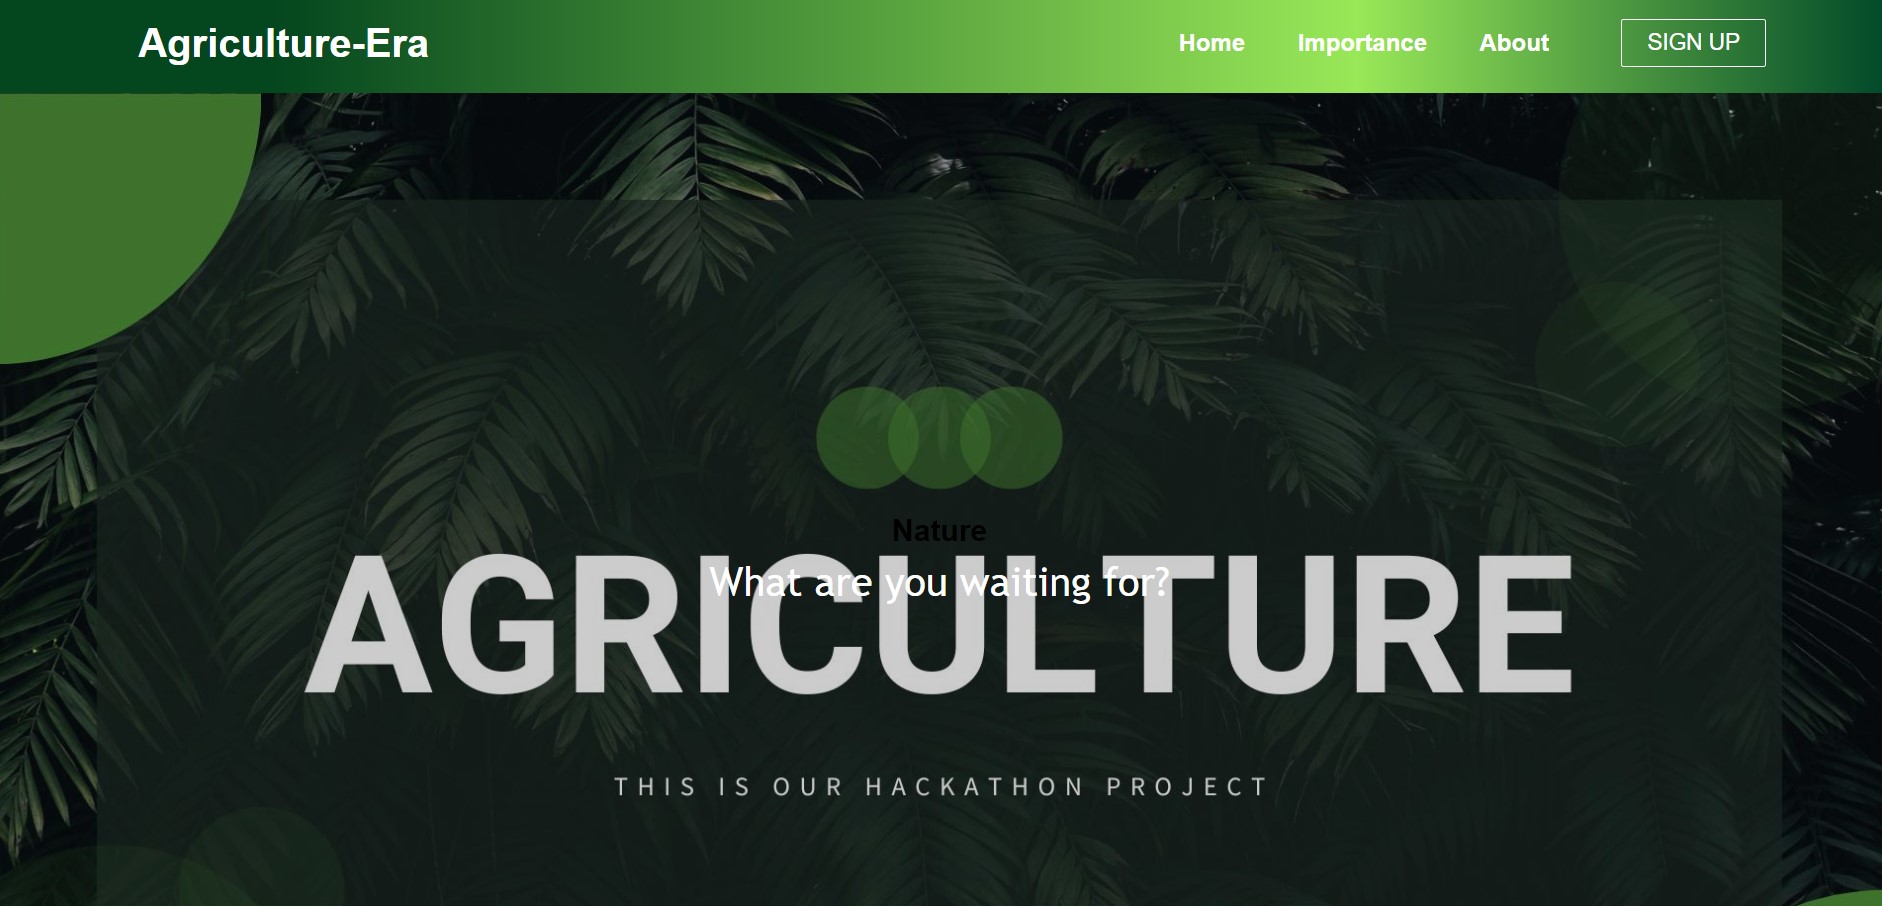 Agriculture-Era
Home Importance About SIGN UP
Nature
What are you waiting for?
AGRICULTURE
THIS IS OUR HACKATHON PROJECT